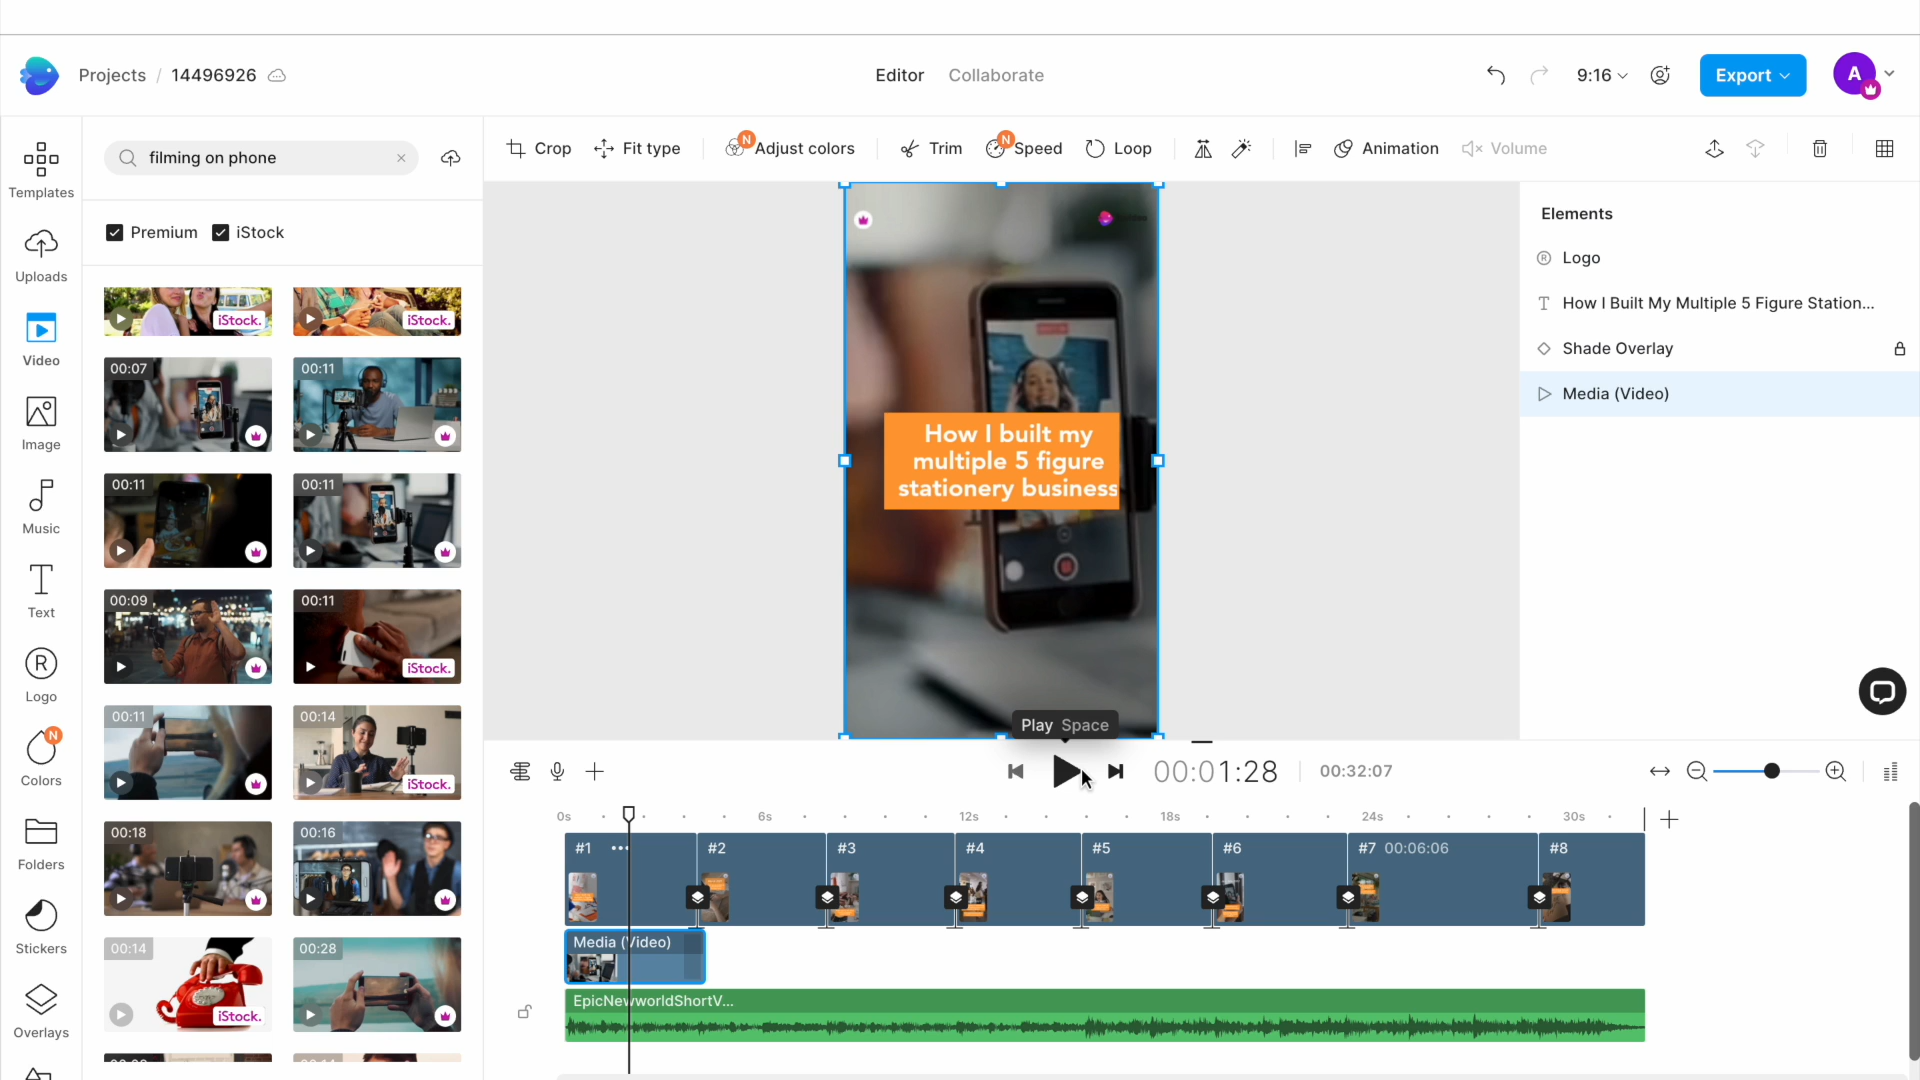 Projects / 14496926
Editor
Collaborate
9:16
Export
A
Templates
Uploads
Video
Image
Music
Text
Logo
Colors
Folders
Stickers
Overlays
N
filming on phone
Premium
iStock
iStock.
iStock.
00:07
00:11
00:11
00:11
00:09
00:11
iStock.
00:11
00:14
iStock.
00:18
00:16
00:14
iStock.
00:28
Crop
Fit type
N
Adjust colors
Trim
N
Speed
Loop
Animation
Volume
How I built my
multiple 5 figure
stationery business
Play Space
Elements
Logo
How I Built My Multiple 5 Figure Station...
Shade Overlay
Media (Video)
00:01:28
00:32:07
0s
6s
12s
18s
24s
30s
#1
#2
#3
#4
#5
#6
#7 00:06:06
#8
Media (Video)
EpicNewworldShortV...